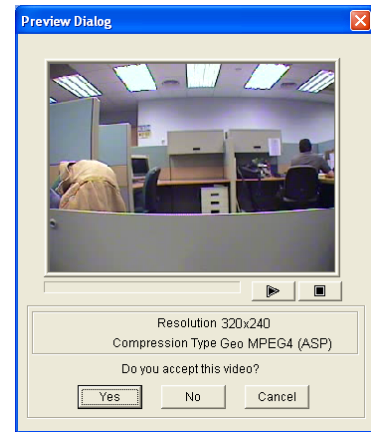 Preview Dialog
Resolution 320x240
Compression Type Geo MPEG4 (ASP)
Do you accept this video?
Yes
No
Cancel